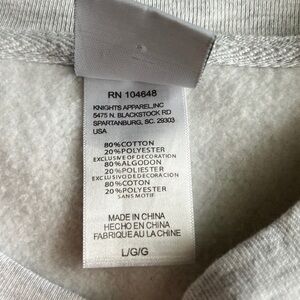 RN 104648
KNIGHTS APPAREL,INC
5475 N. BLACKSTOCK RD
SPARTANBURG, SC. 29303
USA
80%COTTON
20%POLYESTER
EXCLUSIVE OF DECORATION
80%ALGODON
20%POLIESTER
EXCLUSIVO DE DECORACION
80%COTON
20%POLYESTER
SANS MOTIF
MADE IN CHINA
HECHO EN CHINA
FABRIQUE AU LA CHINE
L/G/G